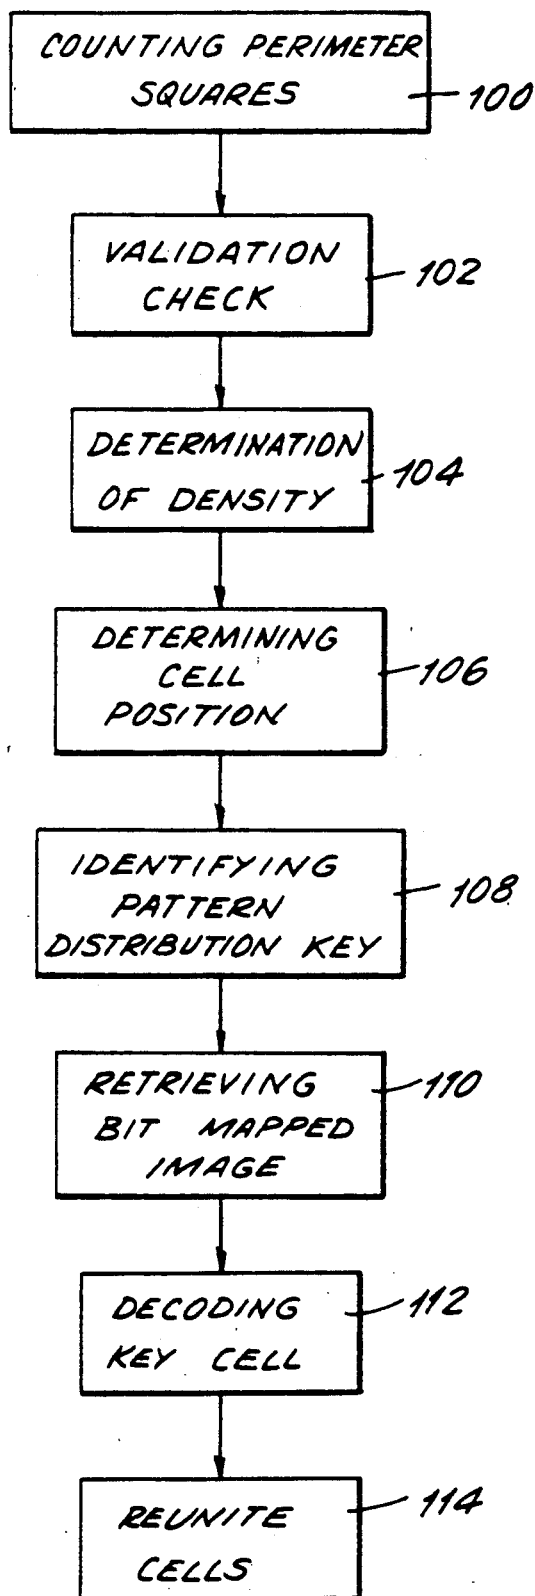 COUNTING PERIMETER
SQUARES
100
VALIDATION
CHECK
102
DETERMINATION
OF DENSITY
104
DETERMINING
CELL
POSITION
106
IDENTIFYING
PATTERN
DISTRIBUTION KEY
108
RETRIEVING
BIT MAPPED
IMAGE
110
DECODING
KEY CELL
112
REUNITE
CELLS
114